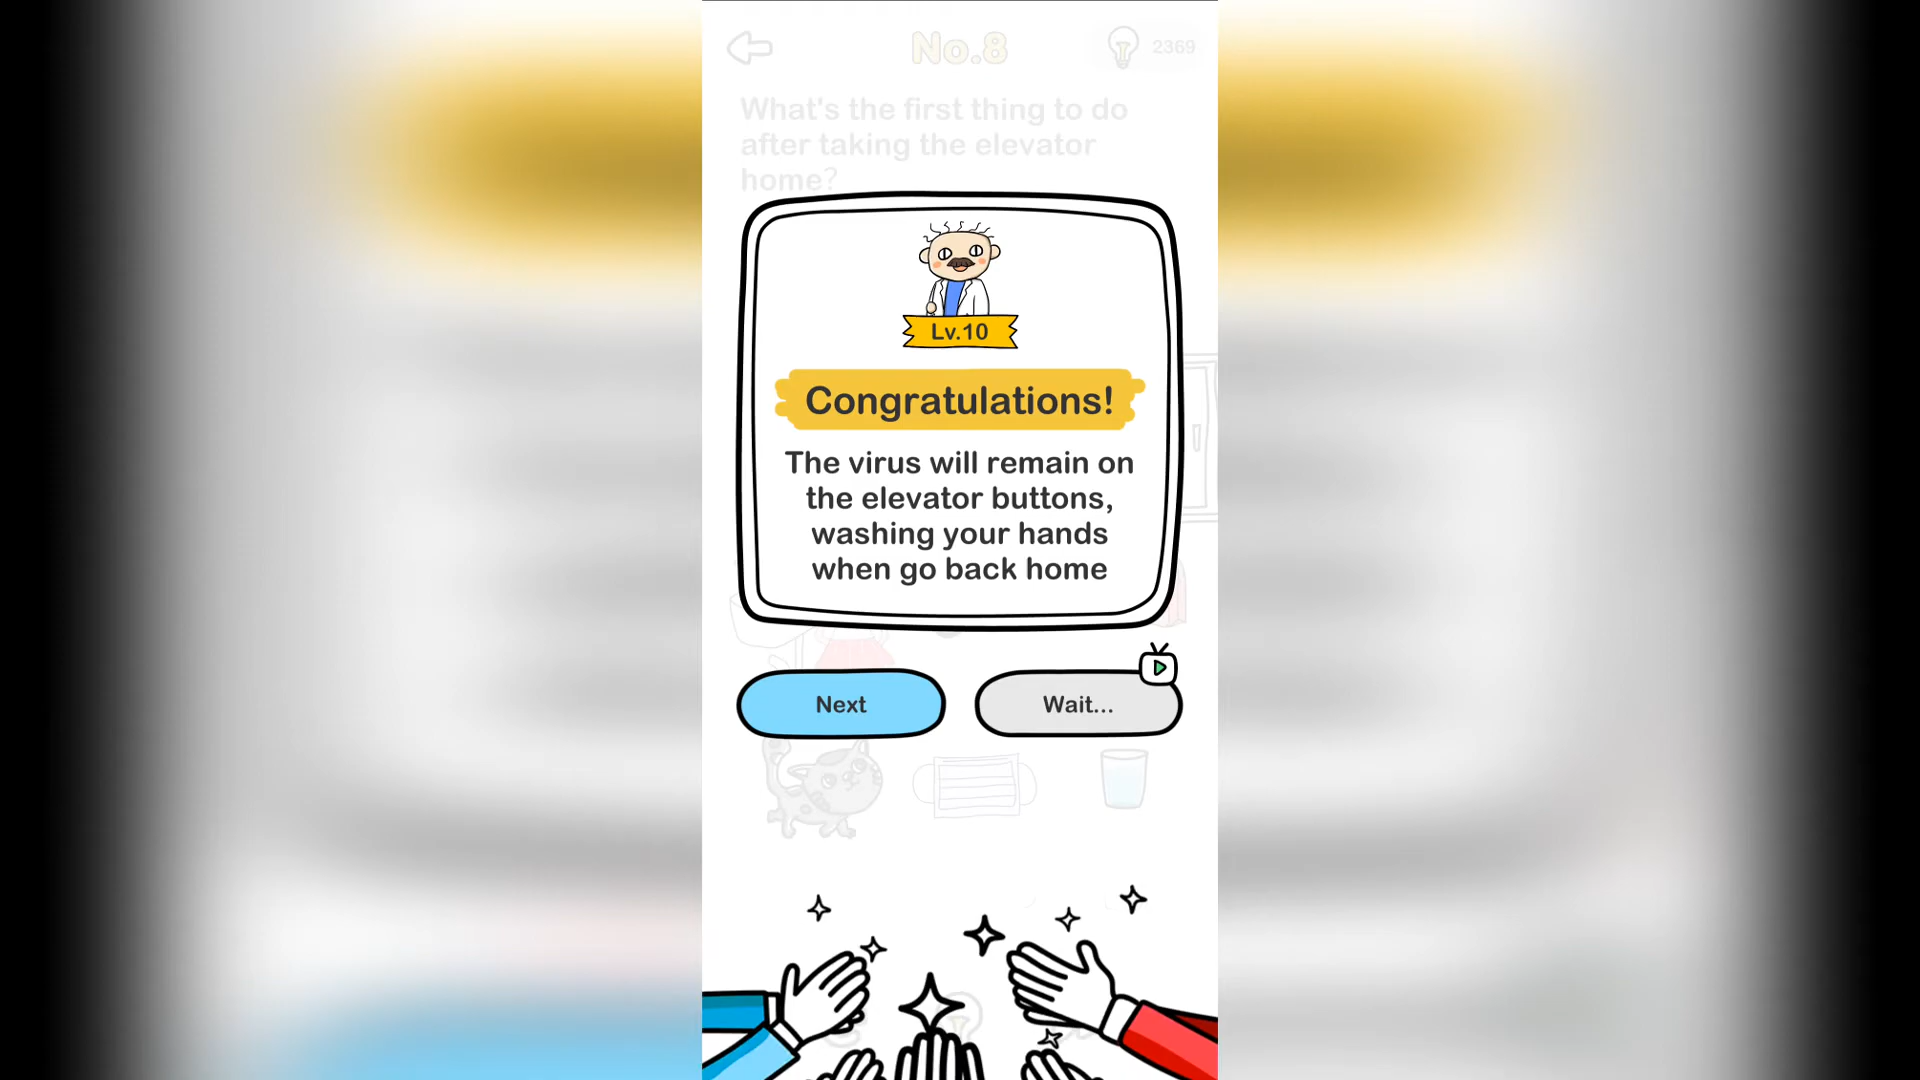 No.8
2369
What's the first thing to do
after taking the elevator
home?
Lv.10
Congratulations!
The virus will remain on
the elevator buttons,
washing your hands
when go back home
Next
Wait...